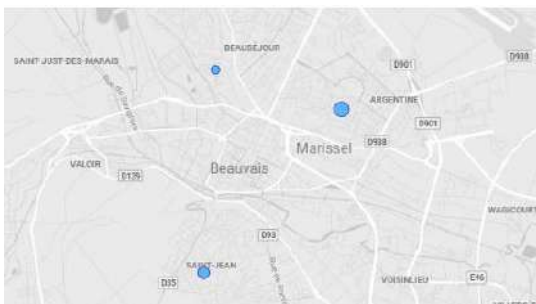 BEAUSÉJOUR
D938
SAINT-JUST-DES-MARAIS
D901
ARGENTINE
D901
D938
Marissel
VALOIR
Beauvais
D139
WAGICOURT
D93
SAINT-JEAN
D35
VOISINLIEU
E46